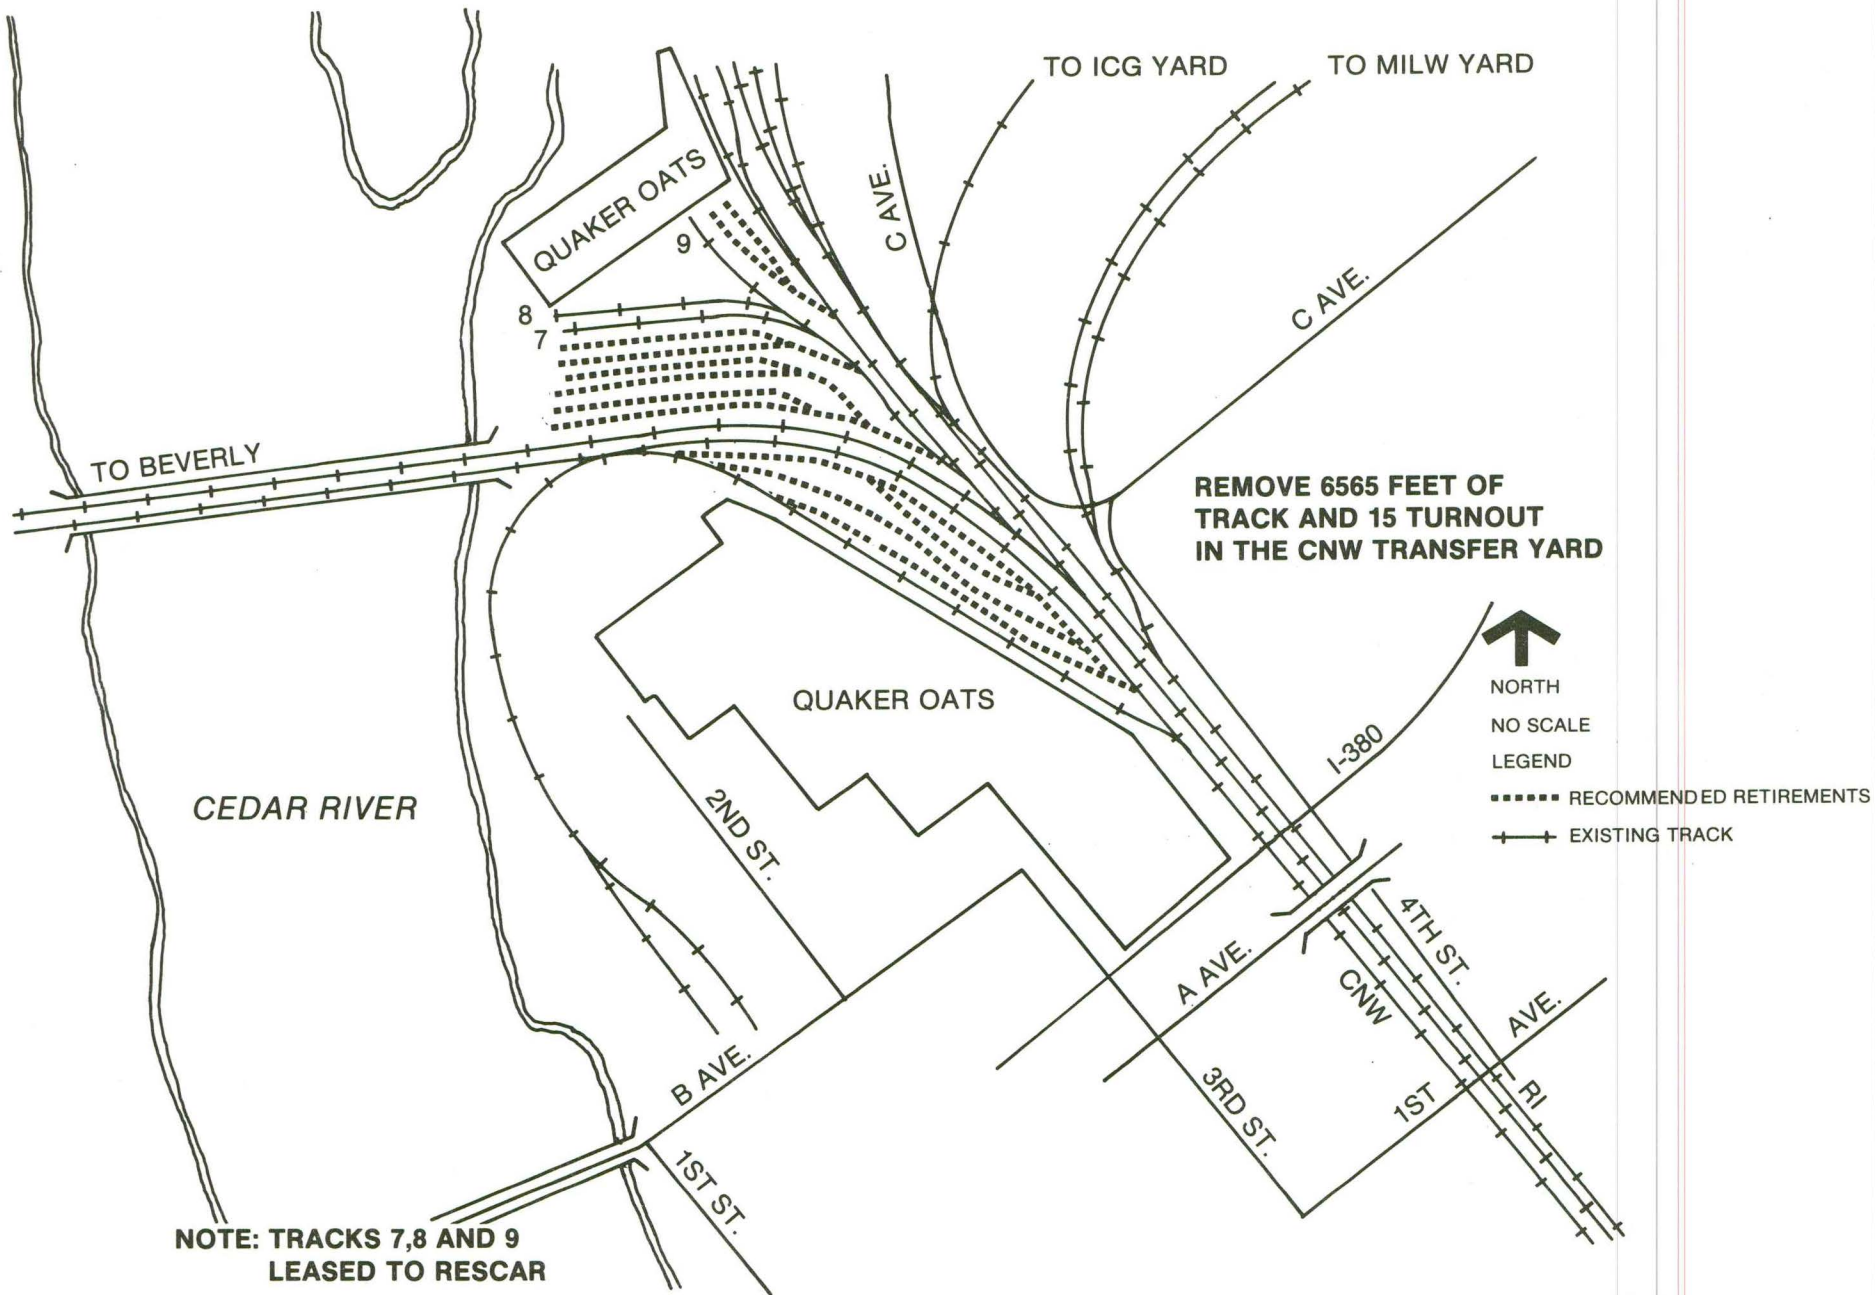 TO ICG YARD
TO MILW YARD
QUAKER OATS
C AVE.
9
8
7
C AVE.
TO BEVERLY
REMOVE 6565 FEET OF
TRACK AND 15 TURNOUT
IN THE CNW TRANSFER YARD
NORTH
NO SCALE
LEGEND
RECOMMENDED RETIREMENTS
EXISTING TRACK
QUAKER OATS
I-380
CEDAR RIVER
2ND ST.
4TH ST.
A AVE.
CNW
1ST AVE.
RI
B AVE.
3RD ST.
1ST ST.
NOTE: TRACKS 7,8 AND 9
LEASED TO RESCAR